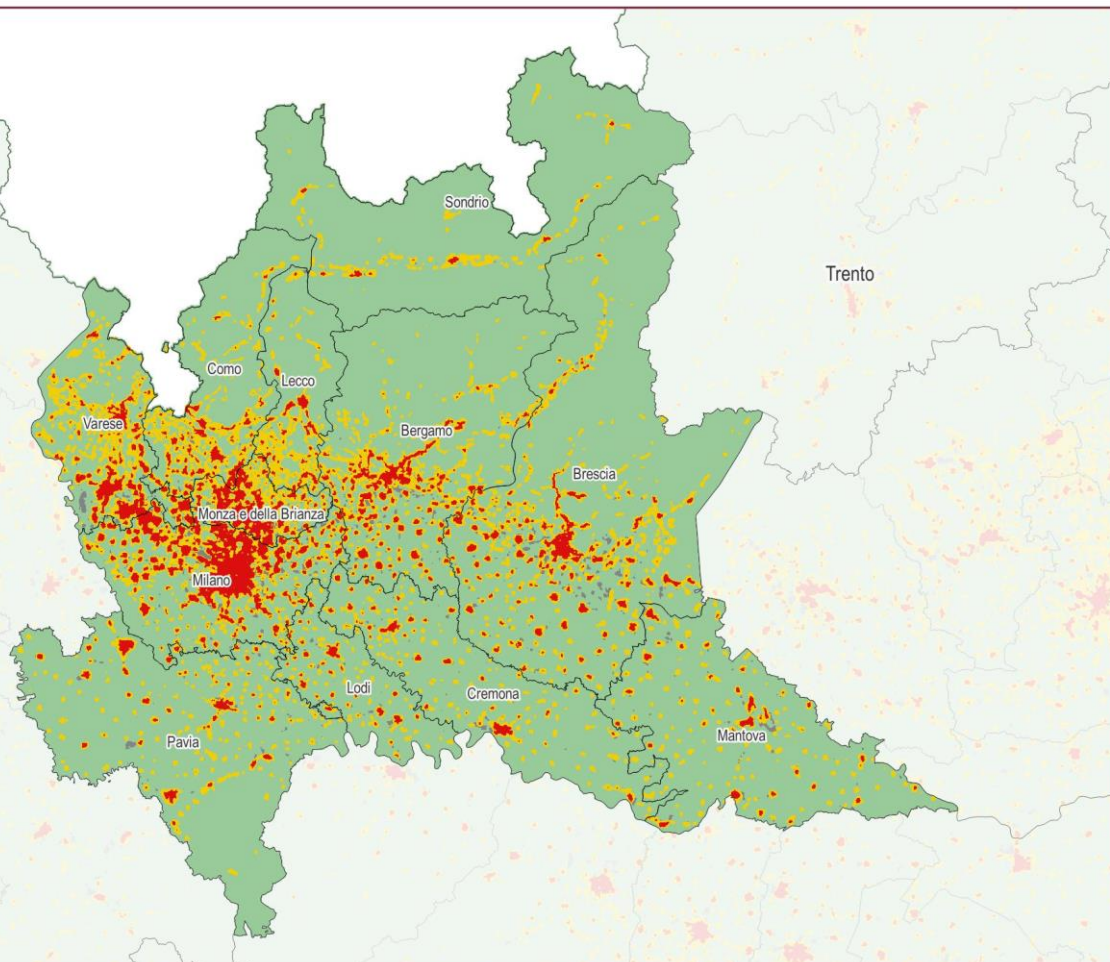 Sondrio
Trento
Como
Lecco
Varese
Bergamo
Brescia
Monza e della Brianza
Milano
Lodi
Cremona
Pavia
Mantova